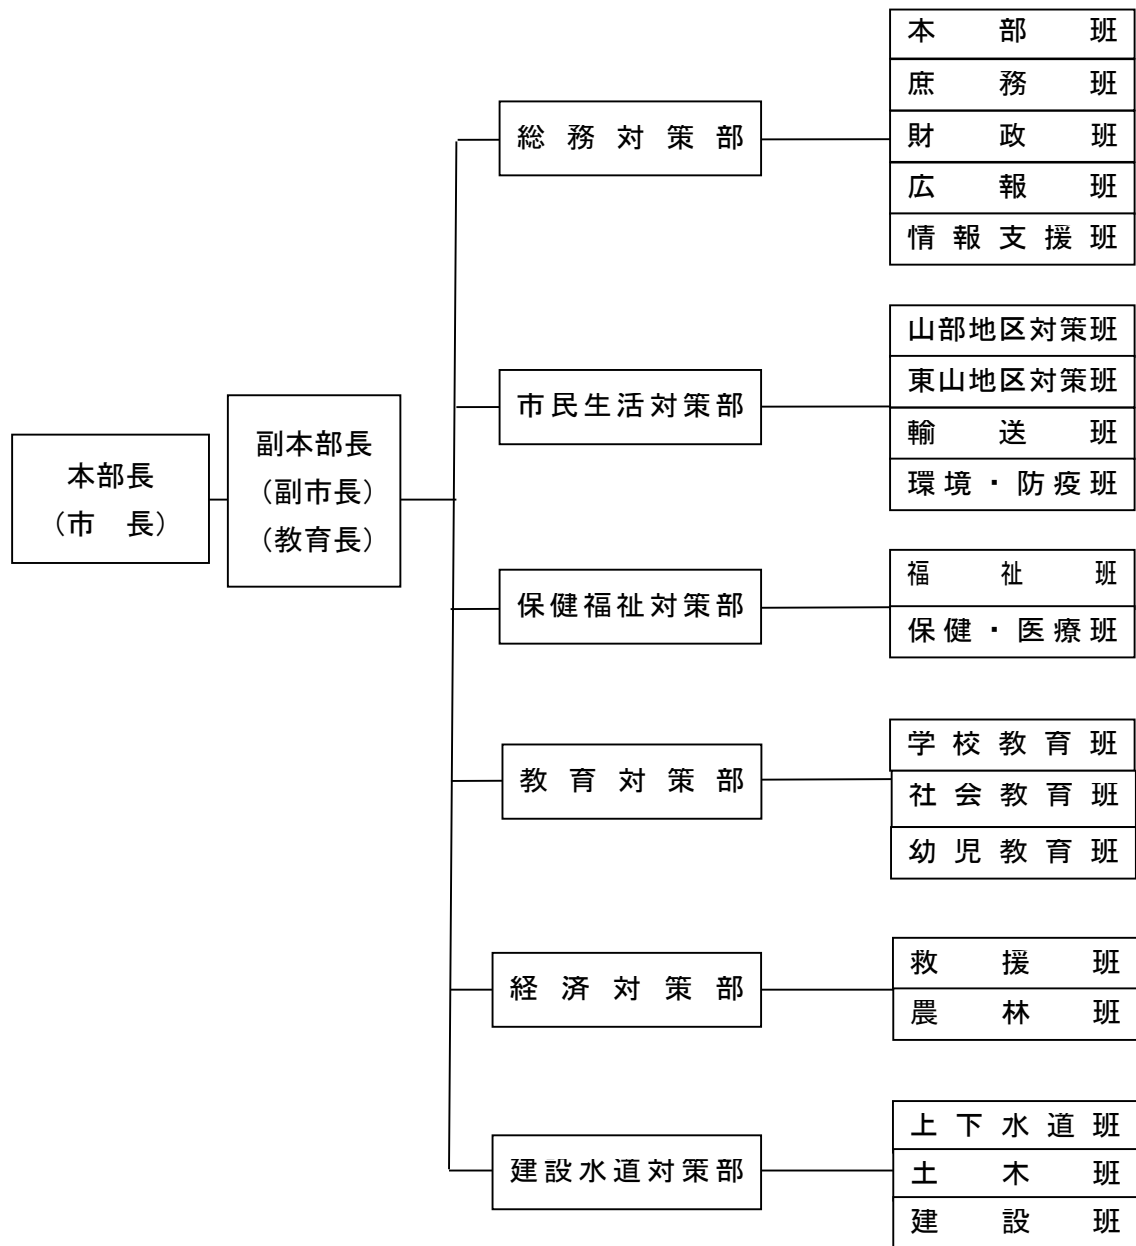 本部長
（市　長）
副本部長
（副市長）
（教育長）
総務対策部
本部班
庶務班
財政班
広報班
情報支援班
市民生活対策部
山部地区対策班
東山地区対策班
輸送班
環境・防疫班
保健福祉対策部
福祉班
保健・医療班
教育対策部
学校教育班
社会教育班
幼児教育班
経済対策部
救援班
農林班
建設水道対策部
上下水道班
土木班
建設班